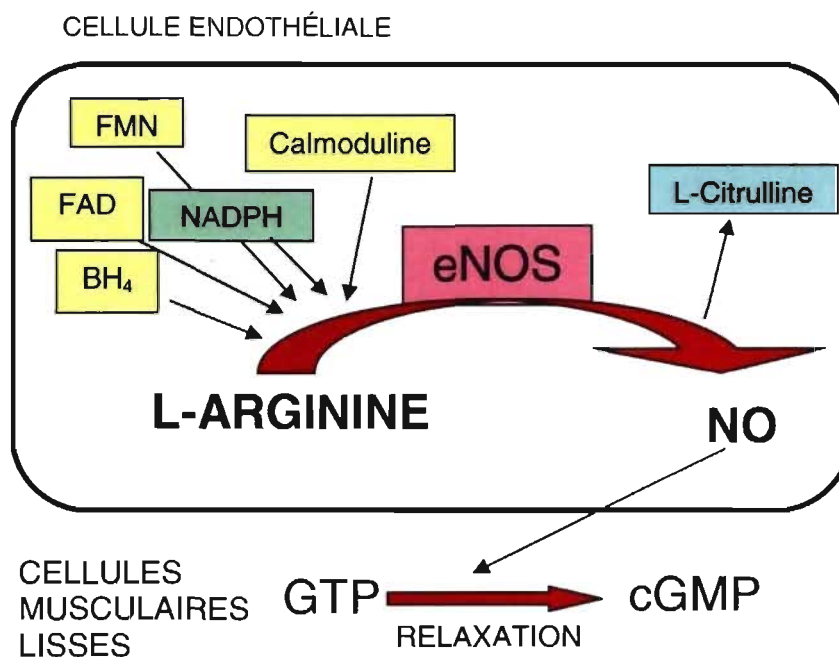 CELLULE ENDOTHÉLIALE
FMN
Calmoduline
FAD
NADPH
L-Citrulline
BH₄
eNOS
L-ARGININE
NO
CELLULES
MUSCULAIRES
LISSES
GTP
cGMP
RELAXATION